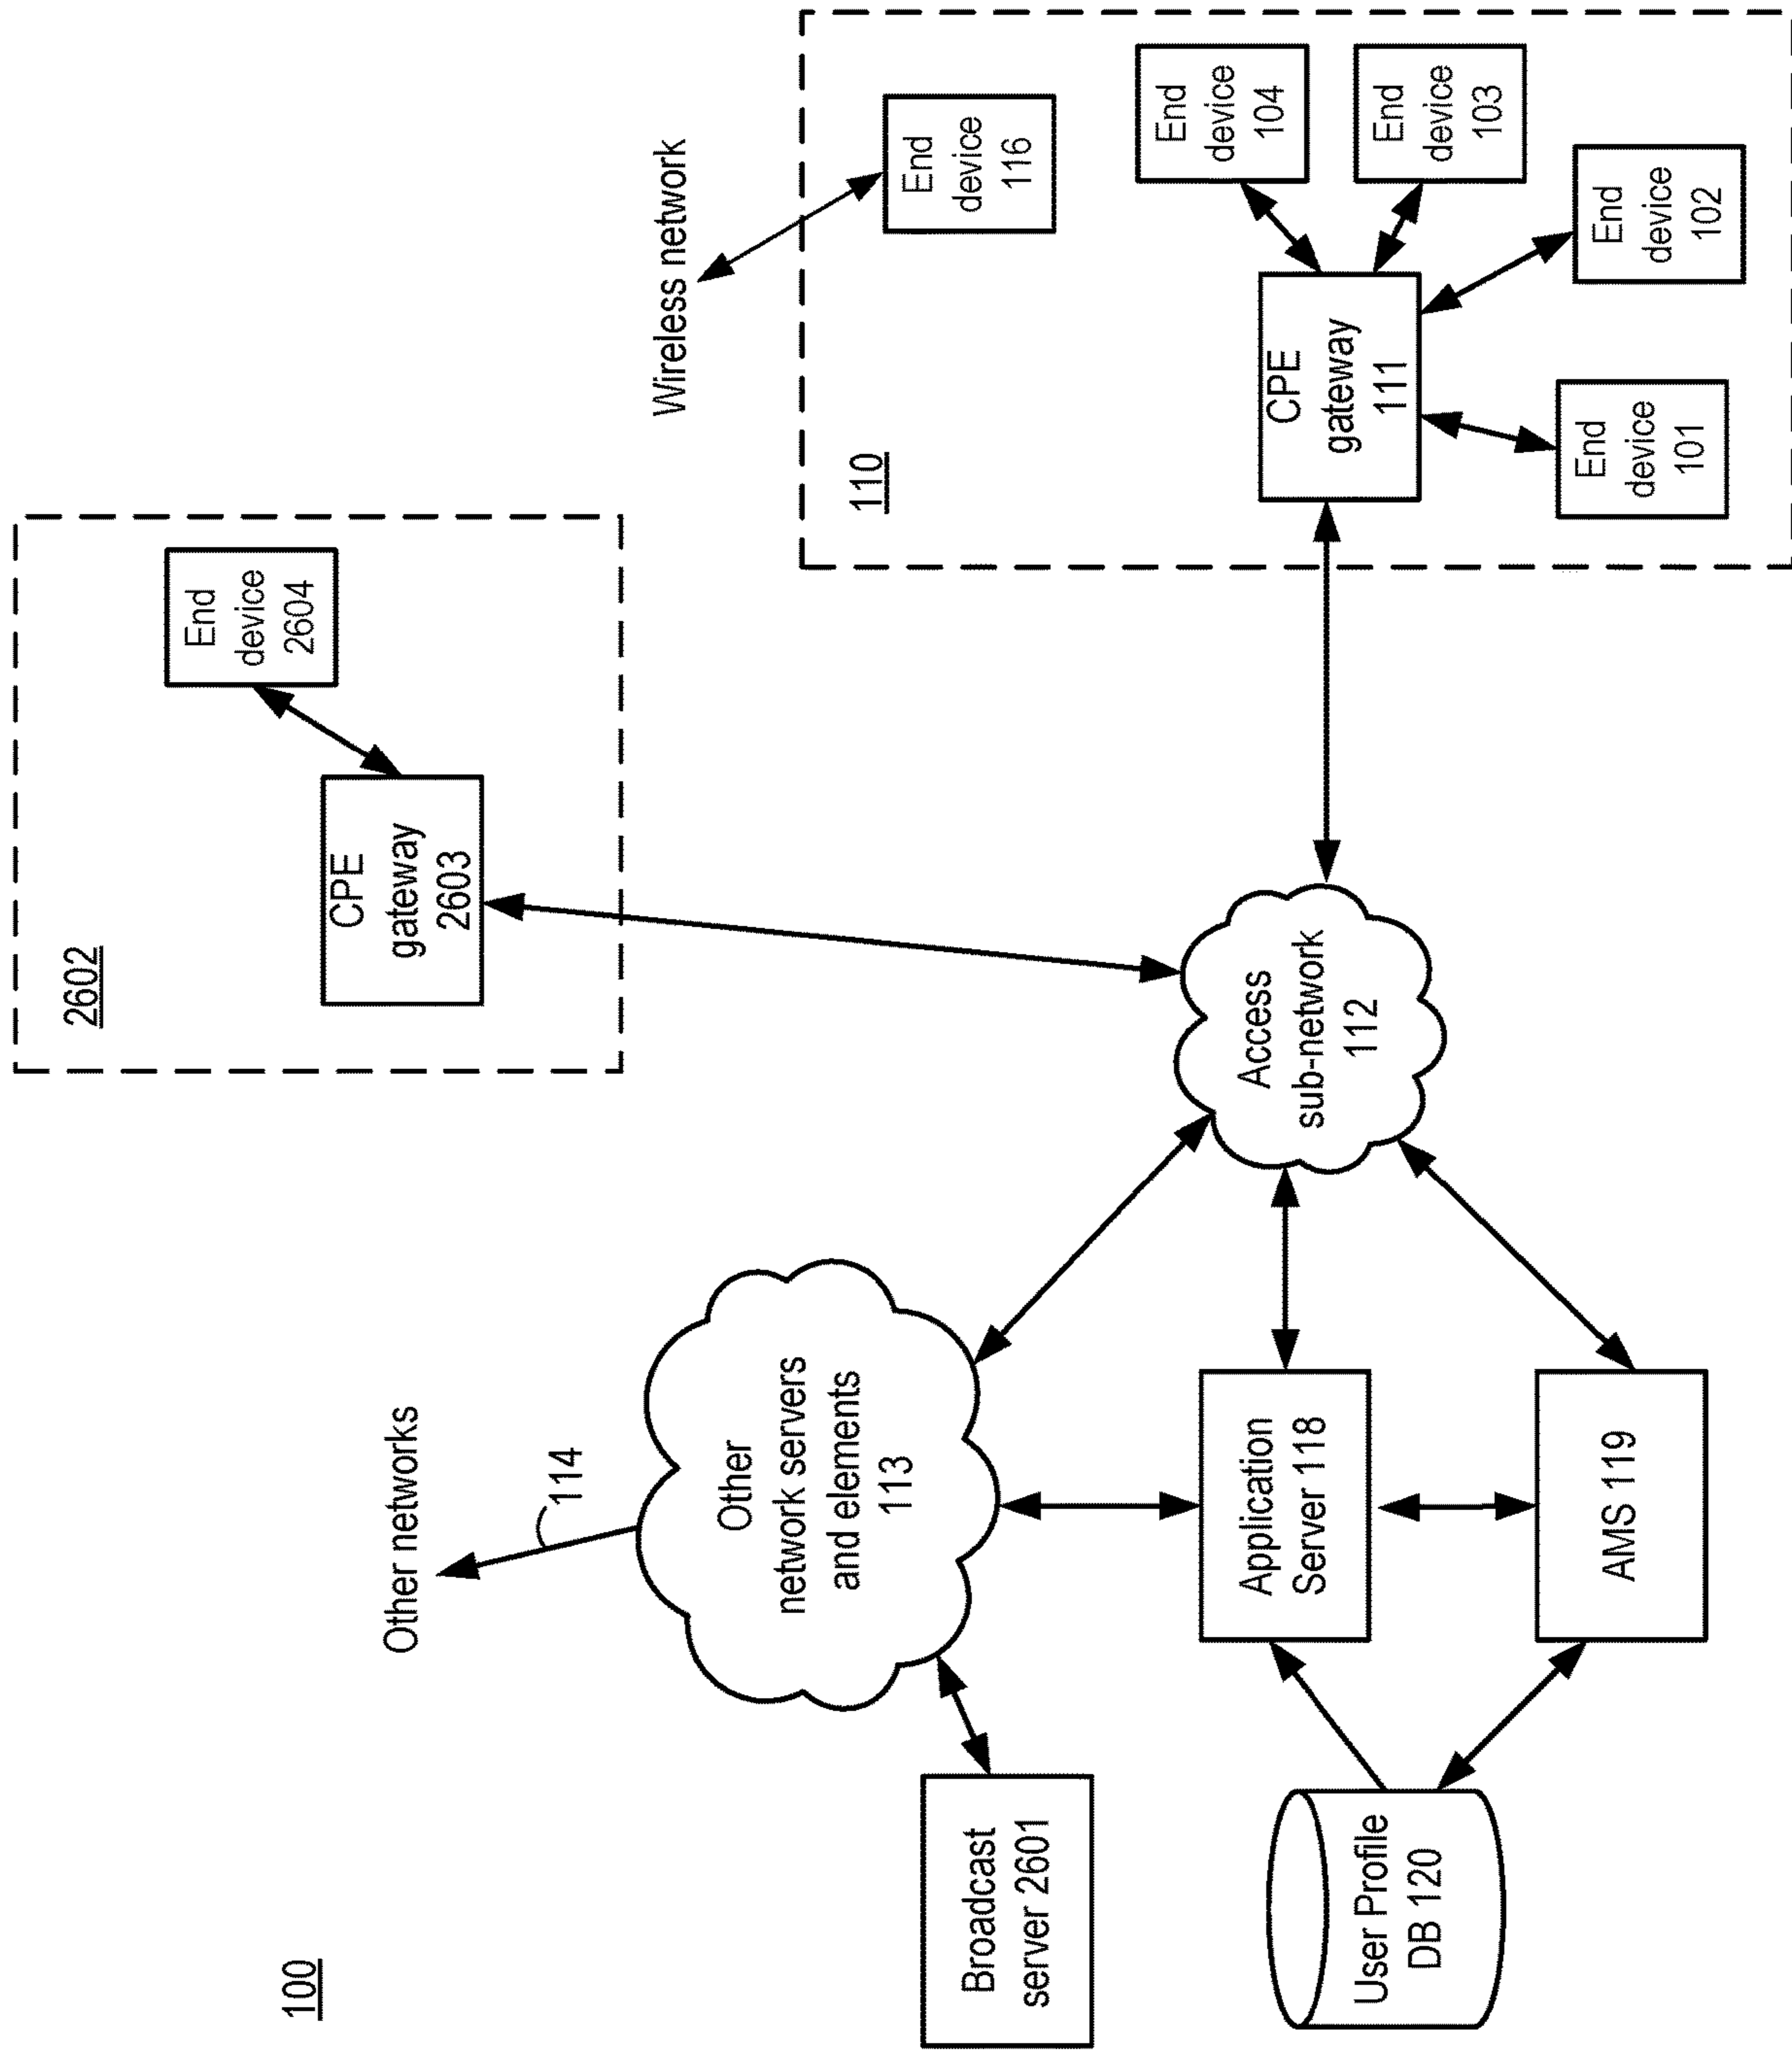 100
Other networks
114
Other
network servers
and elements
113
Broadcast
server 2601
User Profile
DB 120
Application
Server 118
AMS 119
Access
sub-network
112
2602
CPE
gateway
2603
End
device
2604
Wireless network
110
End
device
116
CPE
gateway
111
End
device
104
End
device
103
End
device
102
End
device
101